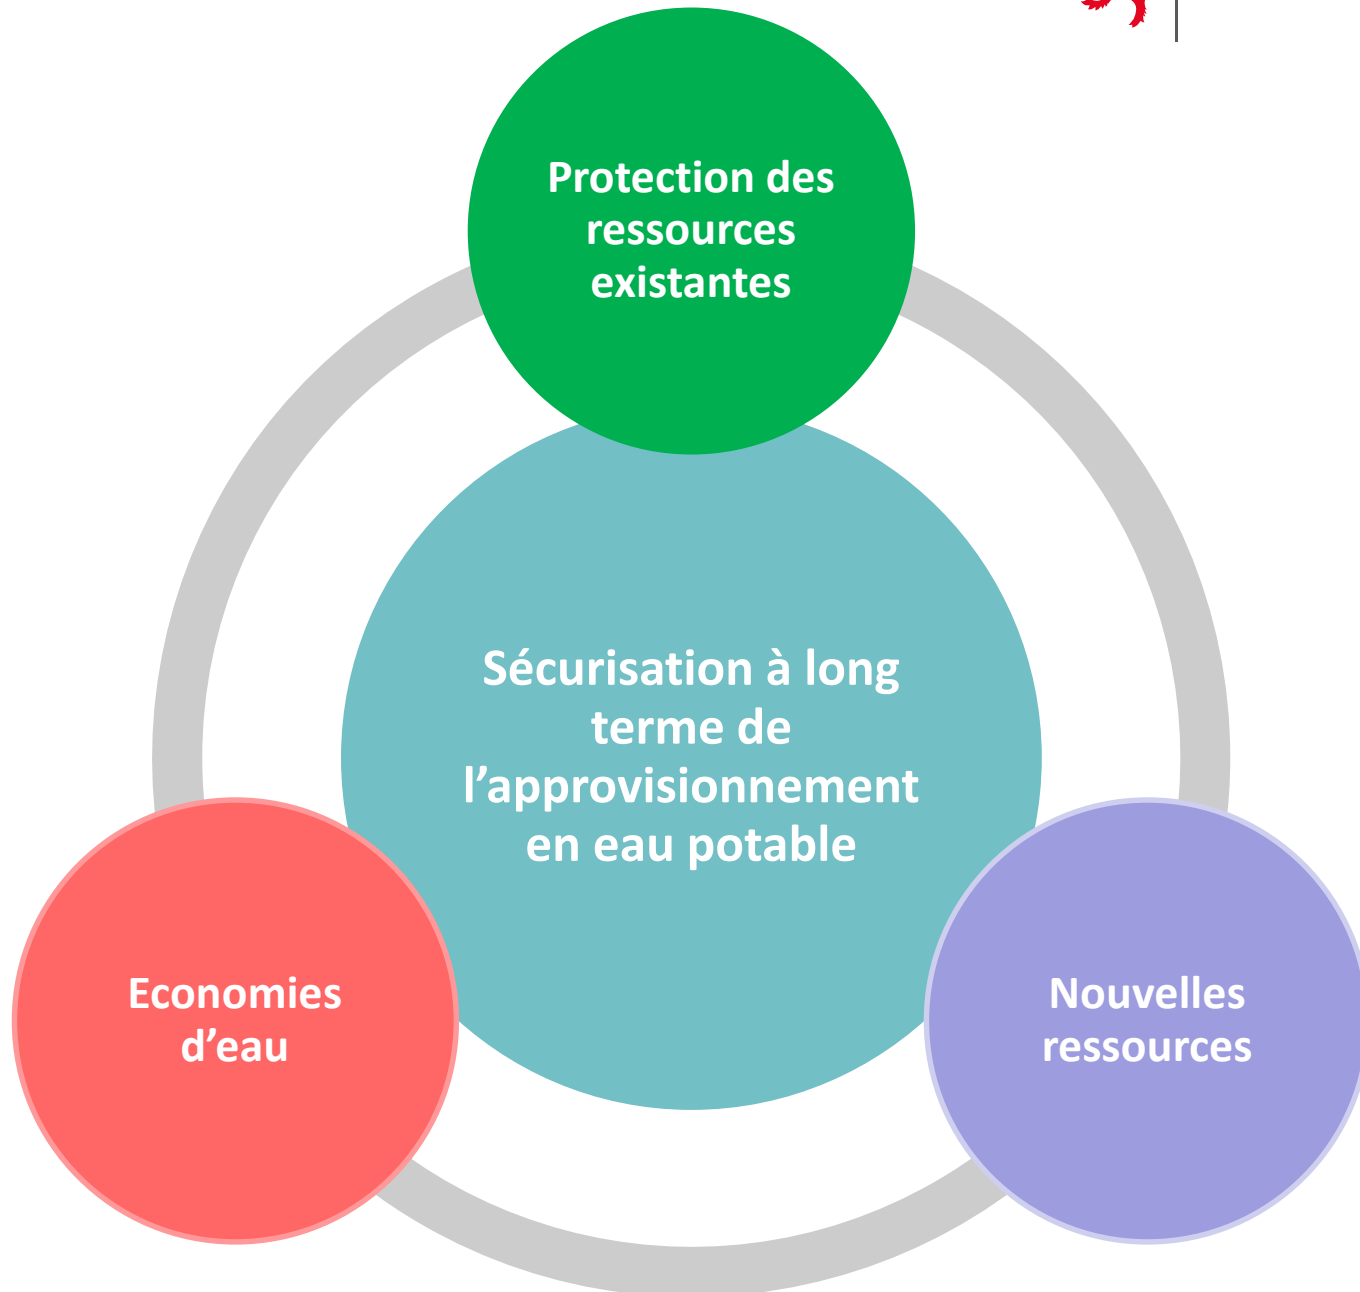 Protection des
ressources
existantes
Sécurisation à long
terme de
l’approvisionnement
en eau potable
Economies
d’eau
Nouvelles
ressources